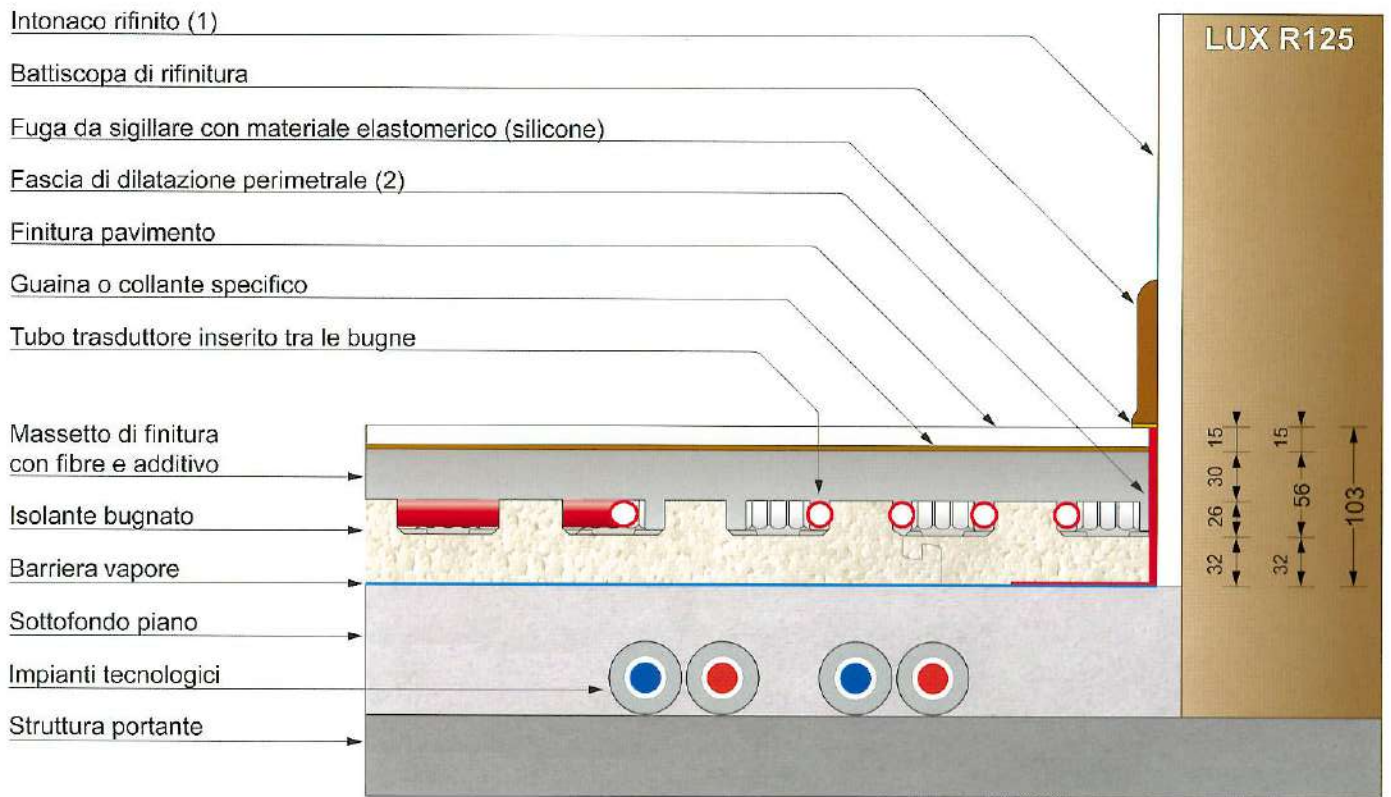 Intonaco rifinito (1)
LUX R125
Battiscopa di rifinitura
Fuga da sigillare con materiale elastomerico (silicone)
Fascia di dilatazione perimetrale (2)
Finitura pavimento
Guaina o collante specifico
Tubo trasduttore inserito tra le bugne
Massetto di finitura
con fibre e additivo
Isolante bugnato
Barriera vapore
Sottofondo piano
Impianti tecnologici
Struttura portante
15
30
26
32
15
56
32
103